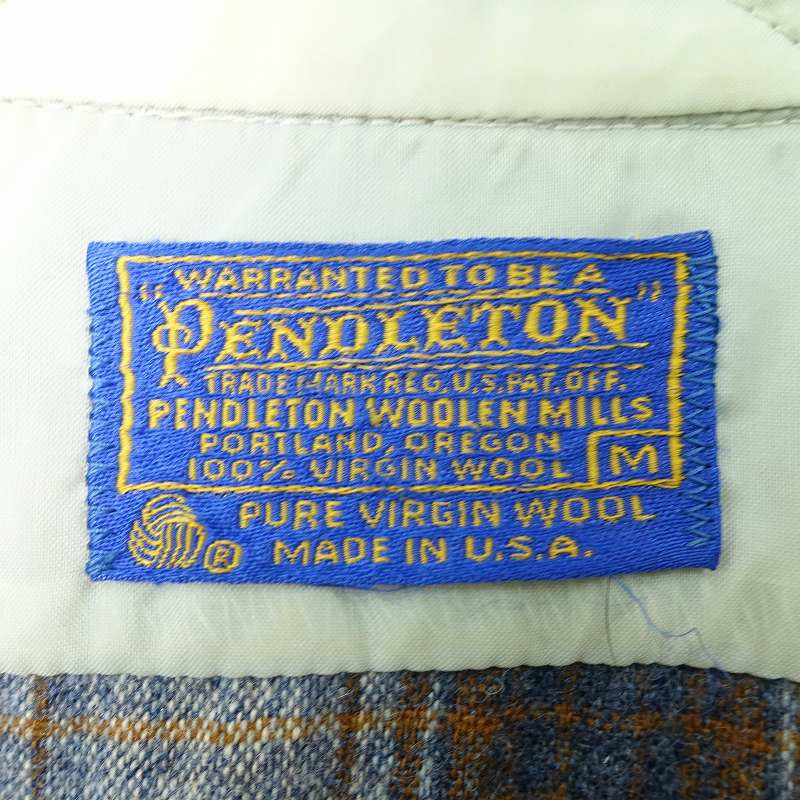 WARRANTED TO BE A
"PENDLETON"
TRADE MARK REG. U.S. PAT. OFF.
PENDLETON WOOLEN MILLS
PORTLAND, OREGON
100% VIRGIN WOOL M
PURE VIRGIN WOOL
® MADE IN U.S.A.